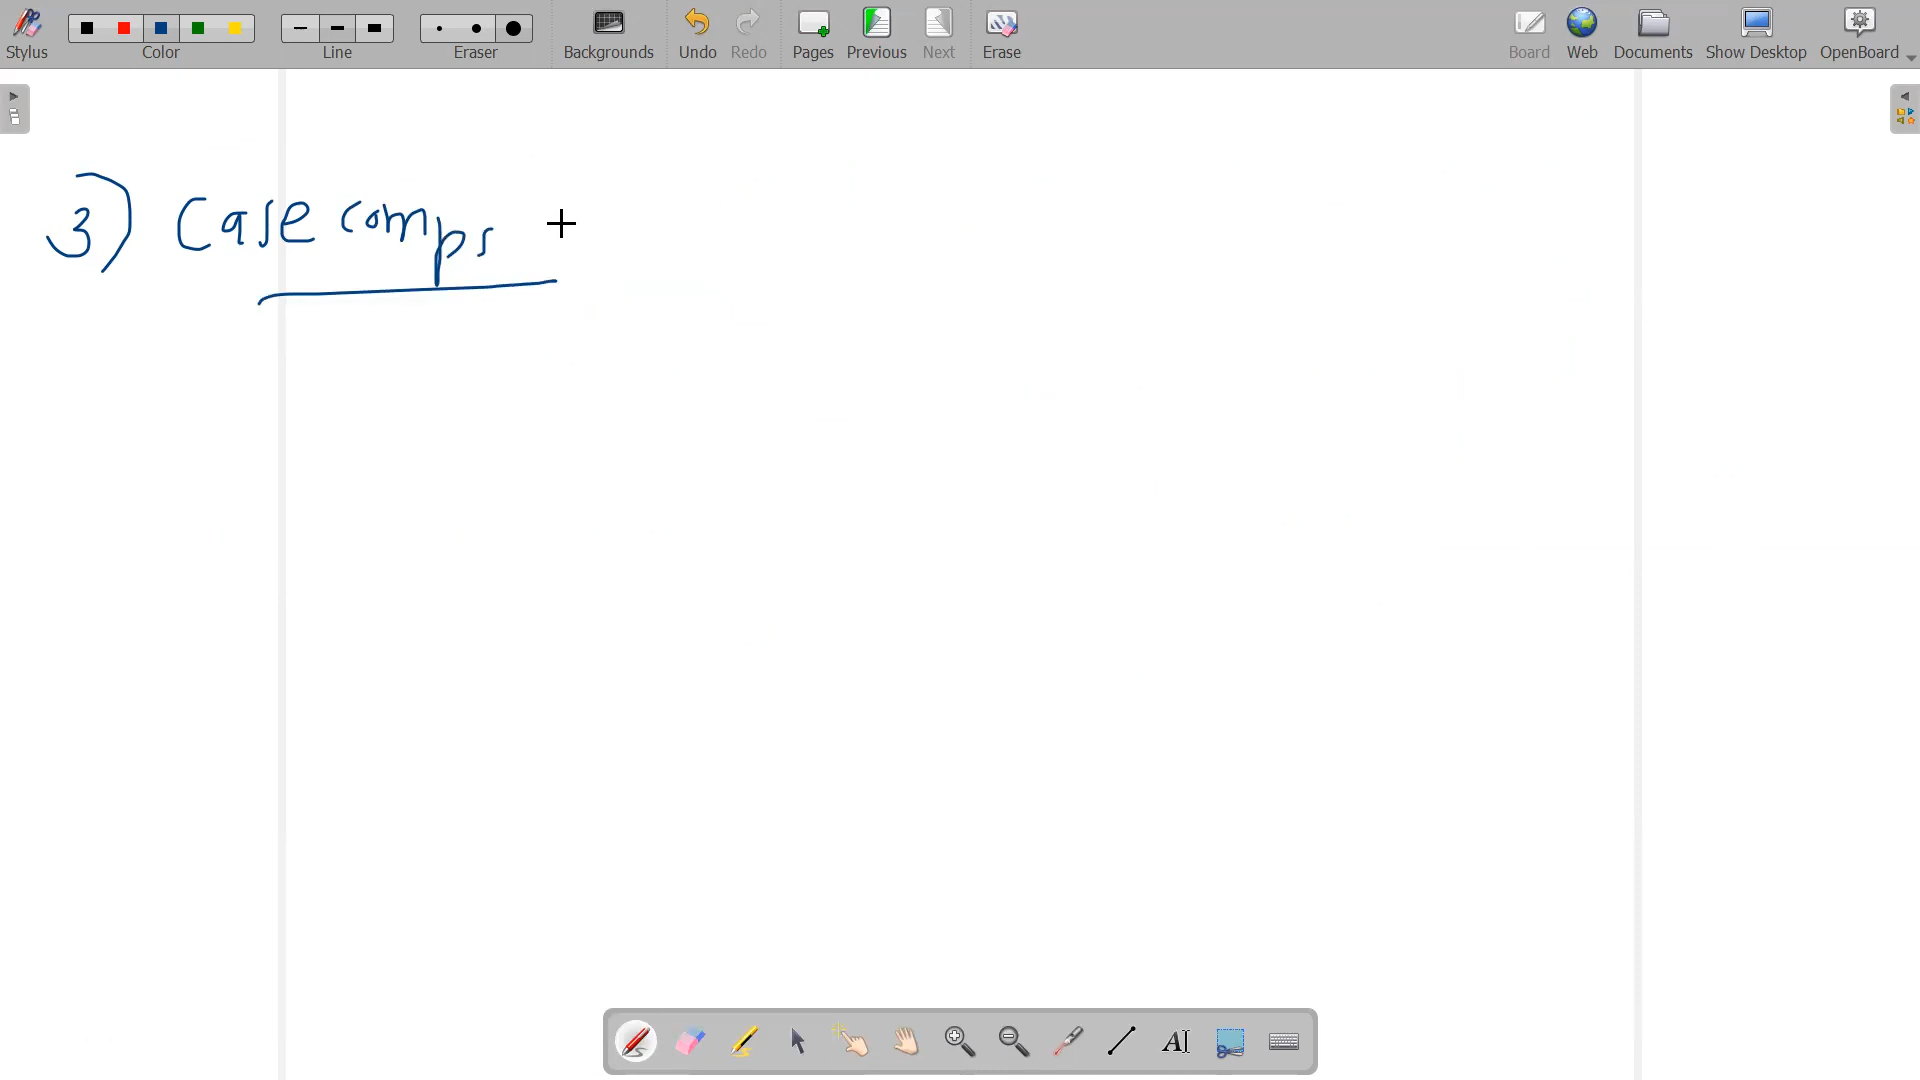 Stylus Color Line Eraser Backgrounds Undo Redo Pages Previous Next Erase Board Web Documents Show Desktop OpenBoard
3) Case comps
AI